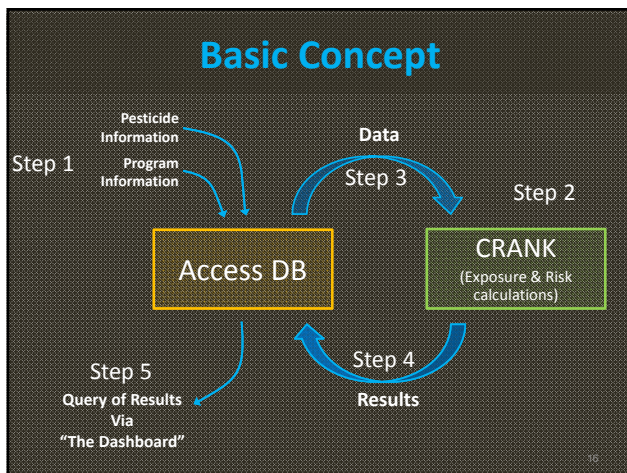 Basic Concept
Pesticide
Information
Step 1
Program
Information
Data
Step 3
Step 2
Access DB
CRANK
(Exposure & Risk
calculations)
Step 4
Results
Step 5
Query of Results
Via
“The Dashboard”
16